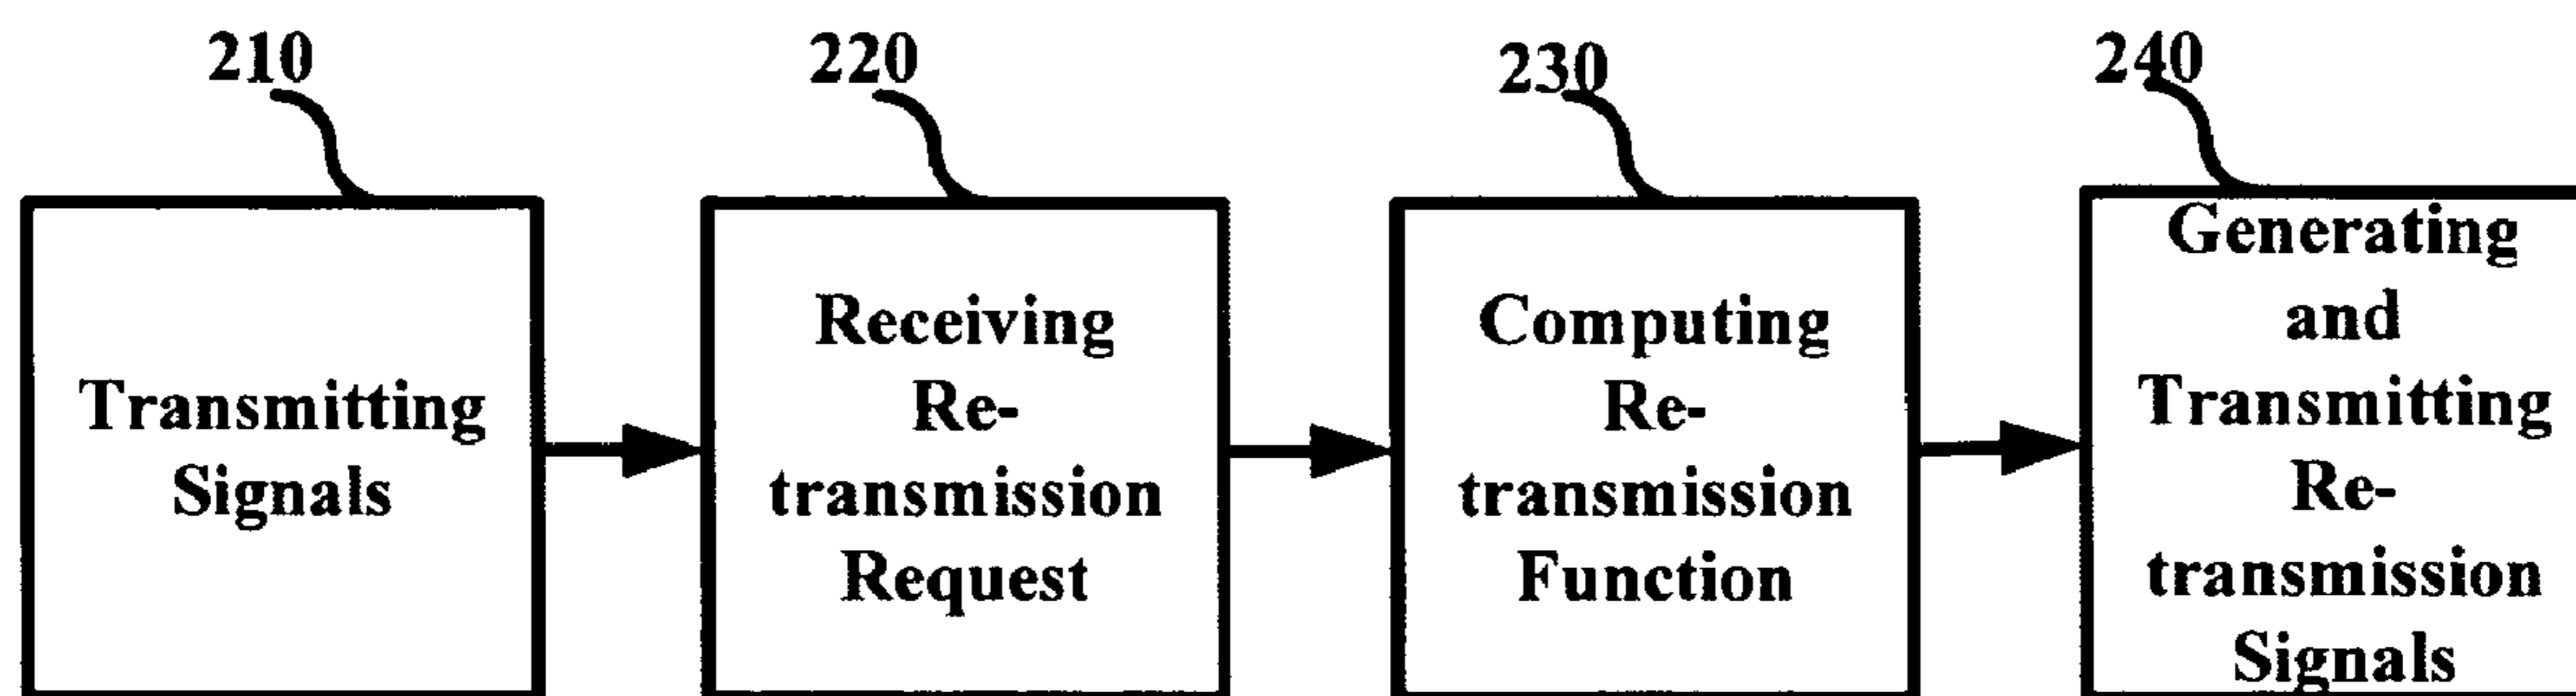 210
220
230
240
Transmitting
Signals
Receiving
Re-
transmission
Request
Computing
Re-
transmission
Function
Generating
and
Transmitting
Re-
transmission
Signals